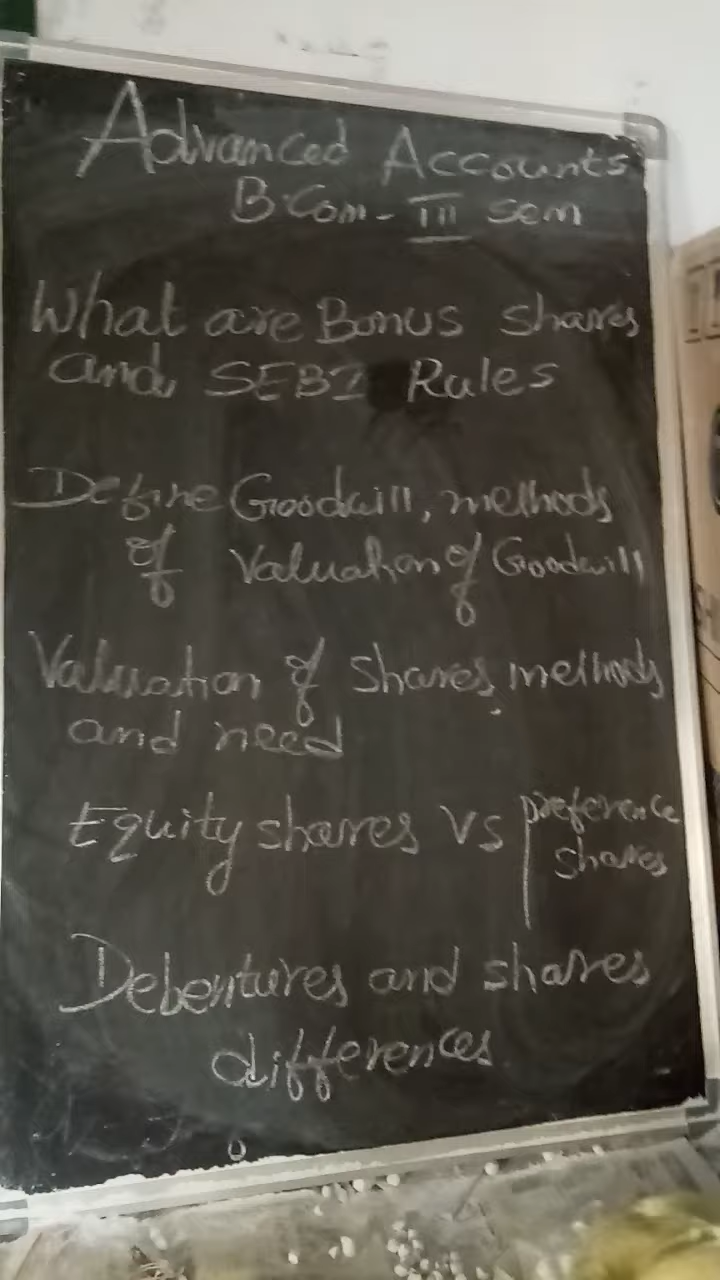 Advanced Accounts
B.Com - III sem
What are Bonus shares
and SEBI Rules
Define Goodwill, methods
of Valuation of Goodwill
Valuation of shares, methods
and need
Equity shares VS preference
shares
Debentures and shares
differences